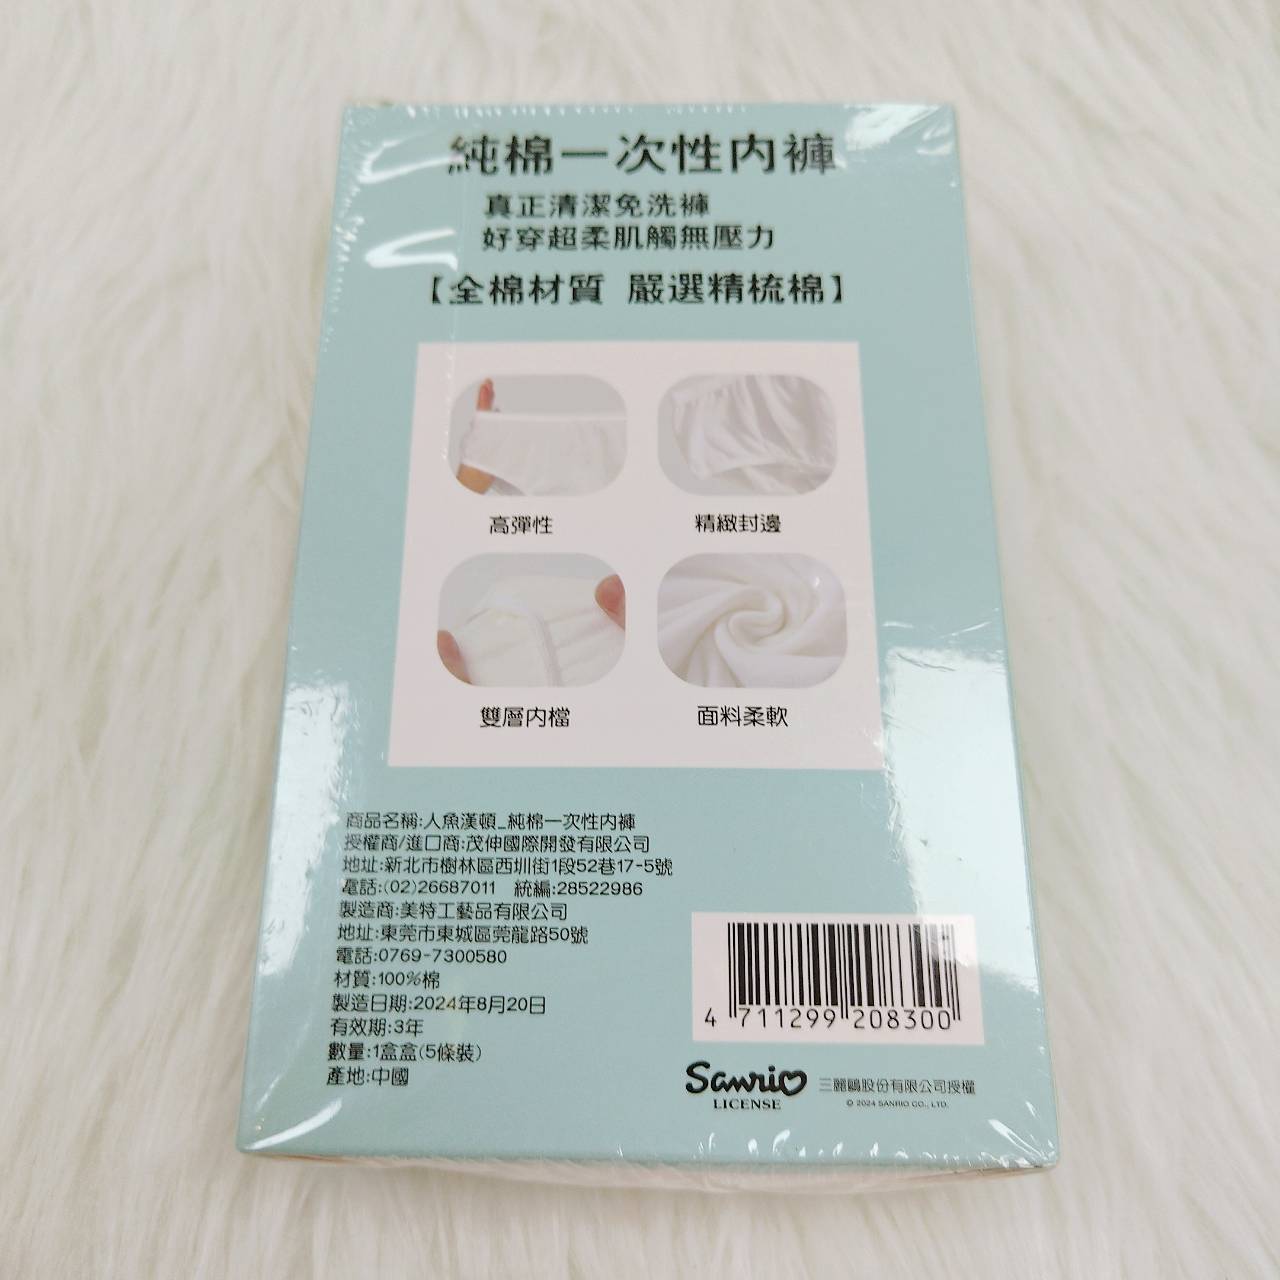 純棉一次性內褲
真正清潔免洗褲
好穿超柔肌觸無壓力
【全棉材質 嚴選精梳棉】
高彈性
精緻封邊
雙層內檔
面料柔軟
商品名稱:人魚漢頓_純棉一次性內褲
授權商/進口商:茂伸國際開發有限公司
地址:新北市樹林區西圳街1段52巷17-5號
電話:(02)26687011 統編:28522986
製造商:美特工藝品有限公司
地址:東莞市東城區莞龍路50號
電話:0769-7300580
材質:100%棉
製造日期:2024年8月20日
有效期:3年
數量:1盒盒(5條裝)
產地:中國
4 711299 208300
Sanrio
LICENSE
三麗鷗股份有限公司授權
© 2024 SANRIO CO., LTD.